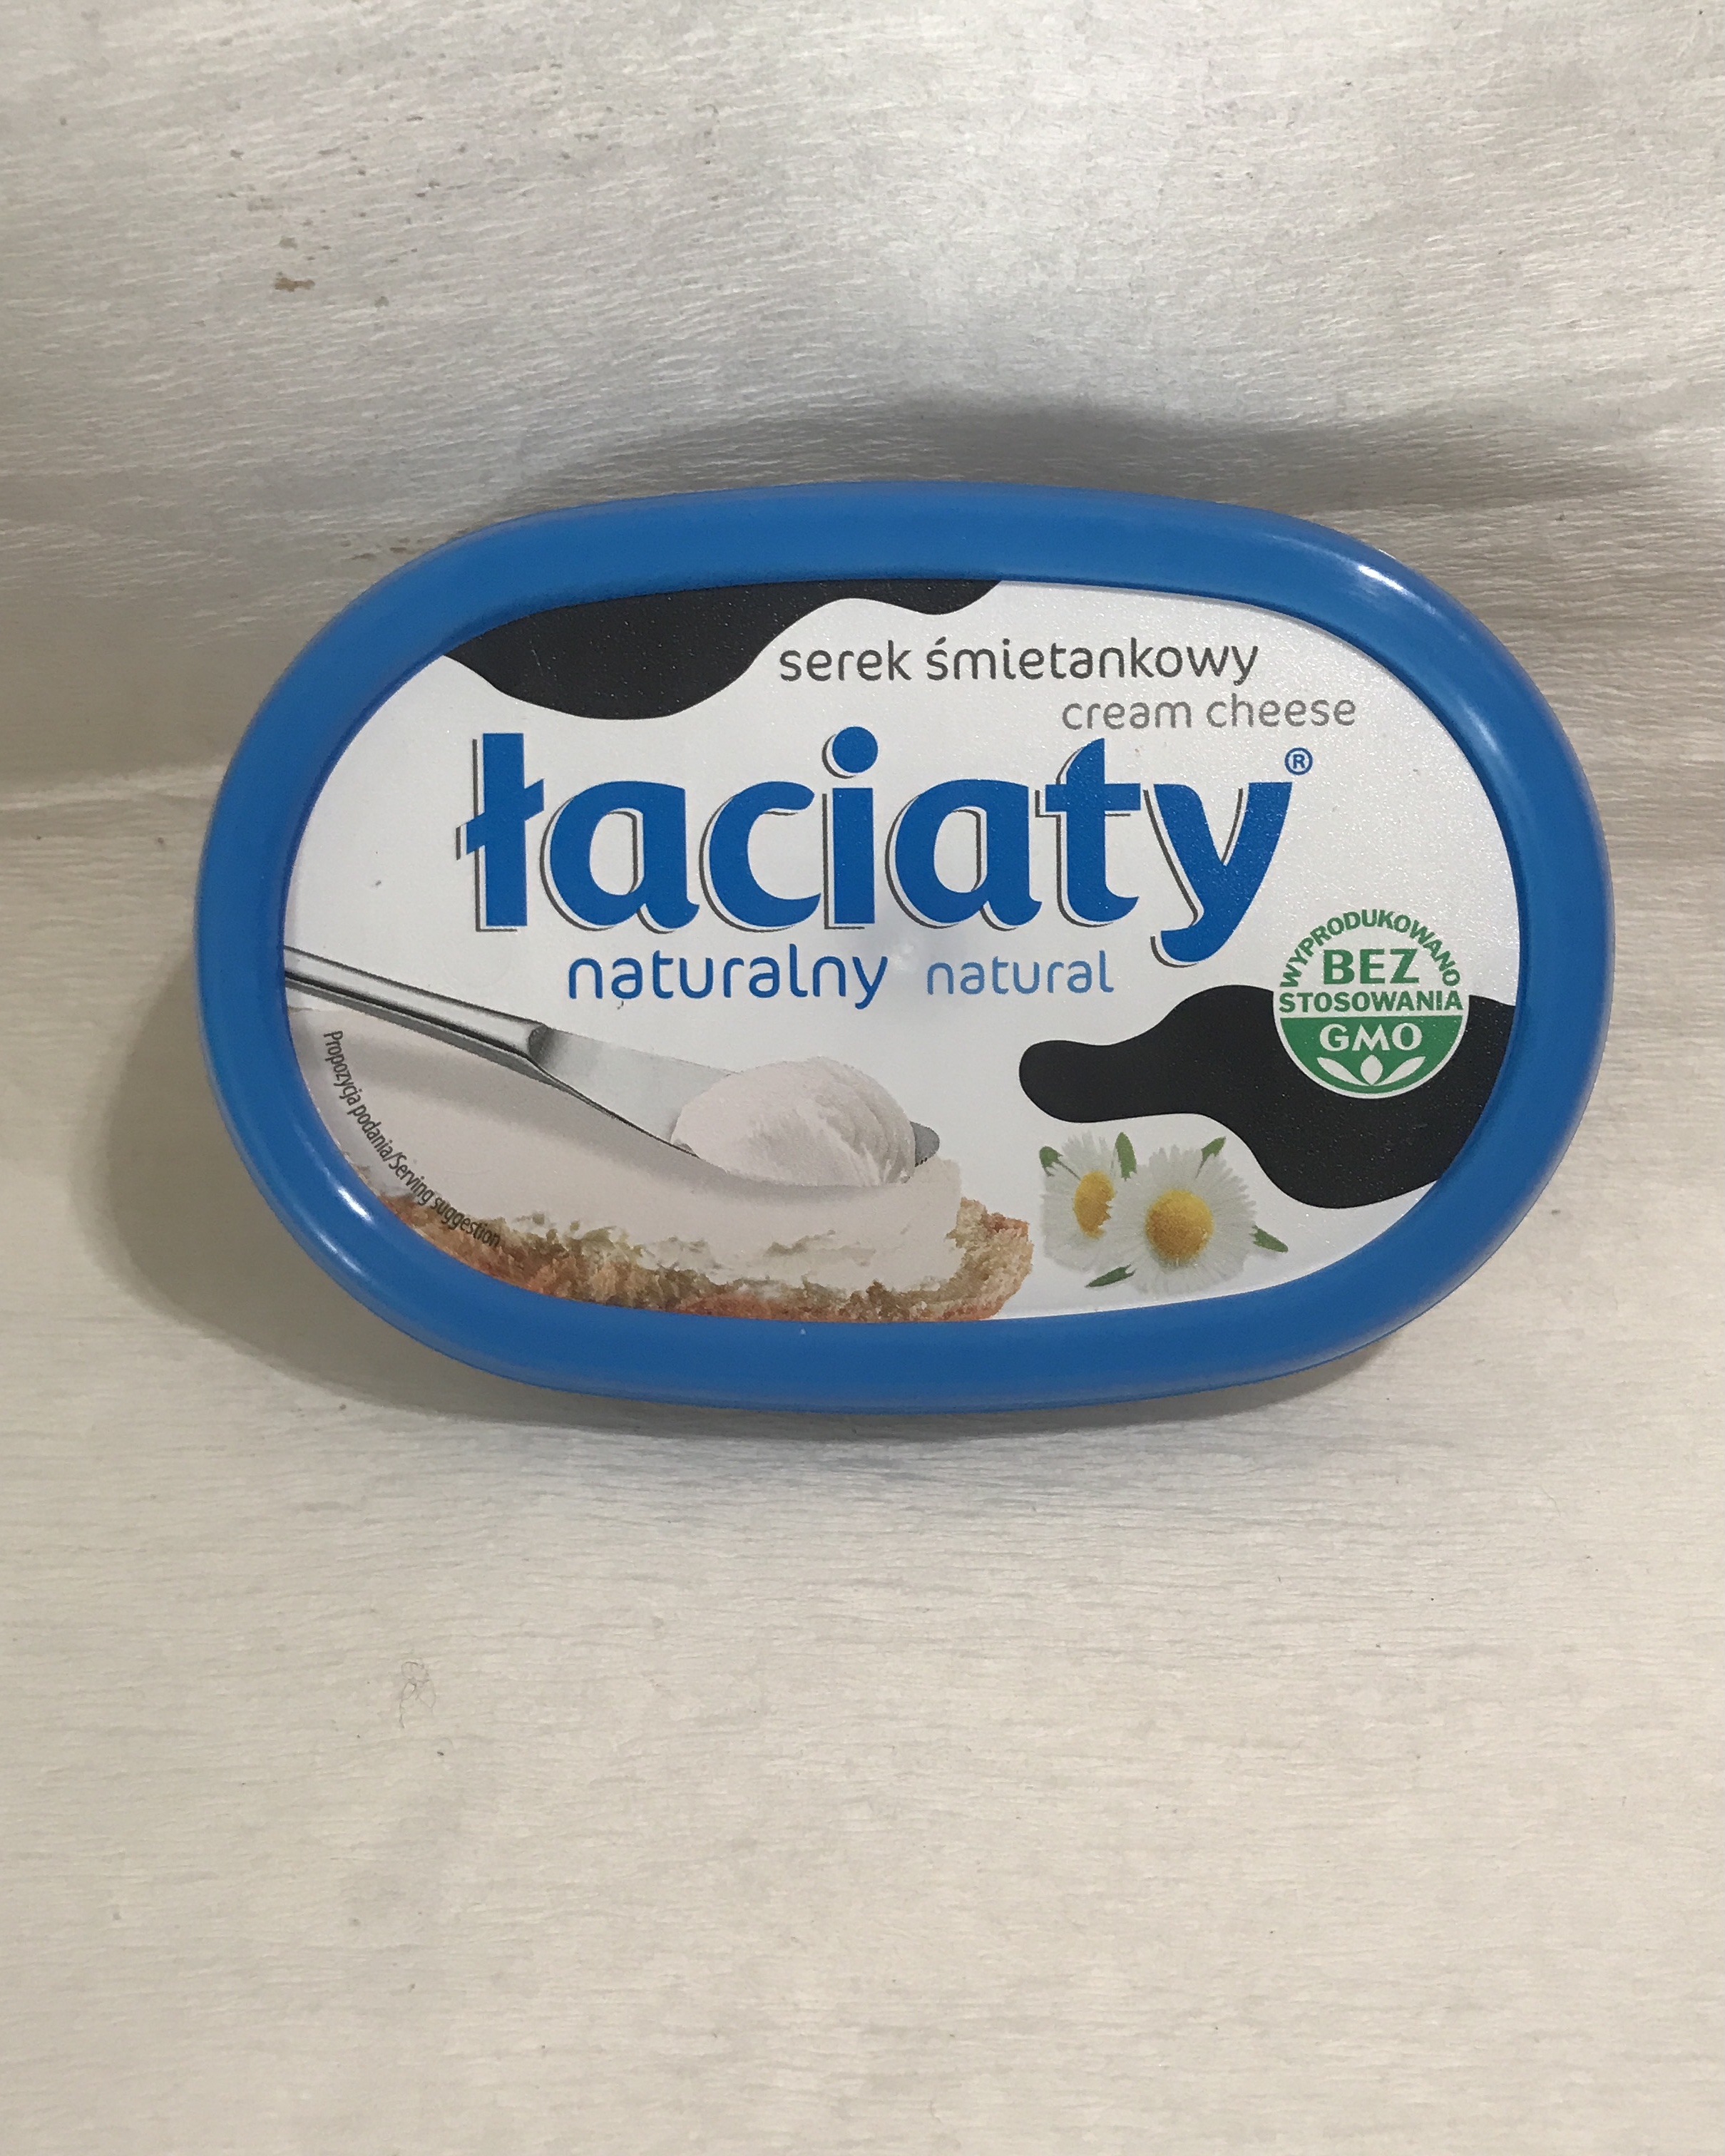 serek śmietankowy
cream cheese
łaciaty®
naturalny natural
WYPRODUKOWANO
BEZ
STOSOWANIA
GMO
Propozycja podania/Serving suggestion